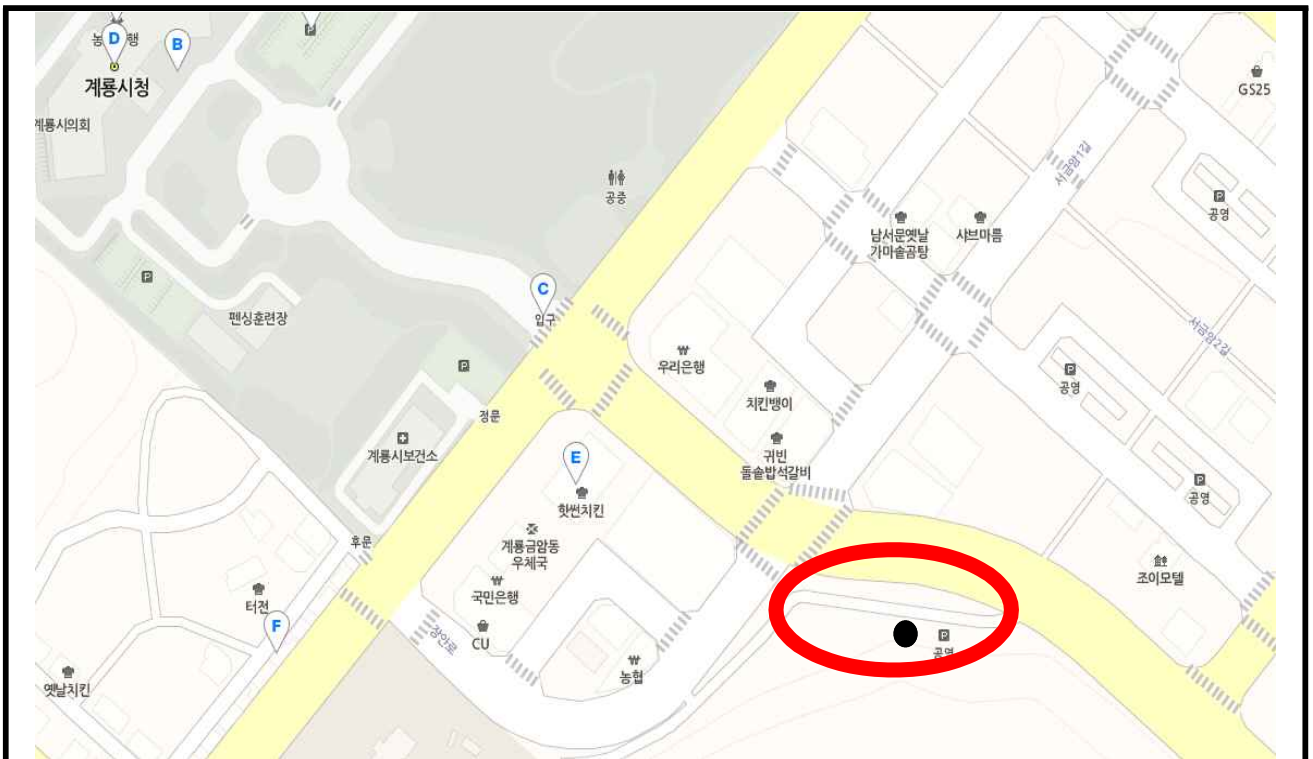 D
B
계룡시청
계룡시의회
P
GS25
서금암1길
공중
P
공영
남서문옛날
가마솥곰탕
샤브마름
P
C
입구
펜싱훈련장
서금암2길
우리은행
P
정문
P
공영
치킨뱅이
계룡시보건소
귀빈
돌솥밥석갈비
E
핫썬치킨
P
공영
계룡금암동
우체국
후문
조이모텔
국민은행
터전
F
장안로
CU
P
공영
농협
옛날치킨